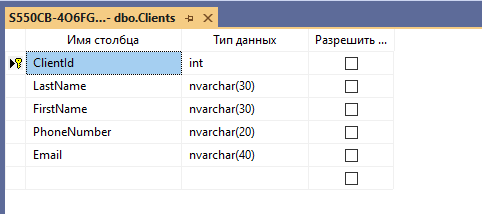 S550CB-4O6FG...- dbo.Clients
Имя столбца Тип данных Разрешить ...
ClientId int
LastName nvarchar(30)
FirstName nvarchar(30)
PhoneNumber nvarchar(20)
Email nvarchar(40)